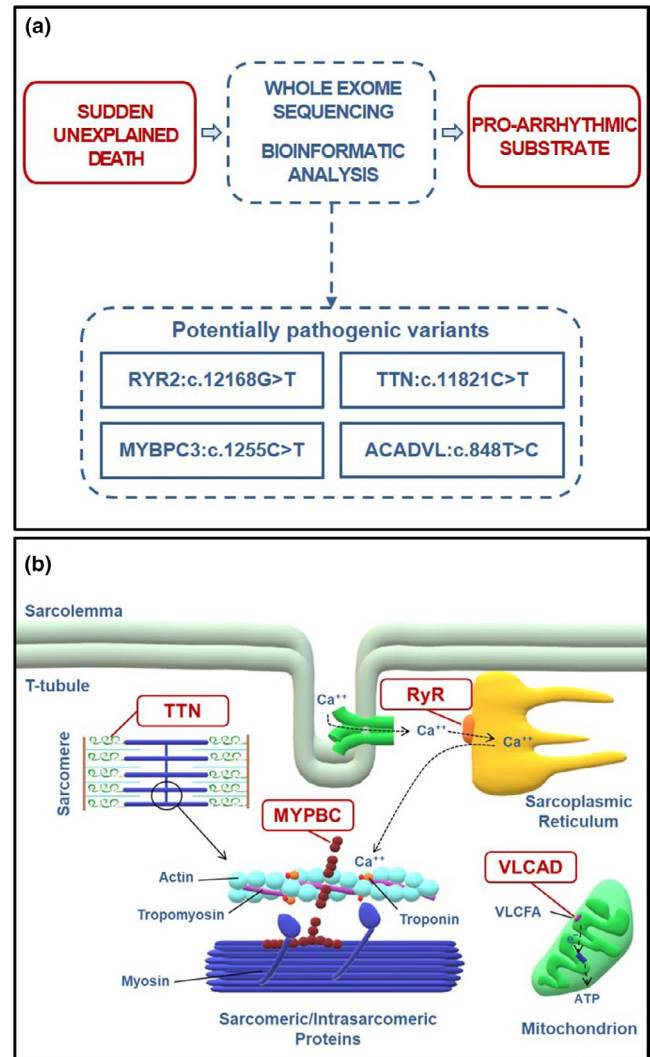 (a)
SUDDEN
UNEXPLAINED
DEATH
WHOLE EXOME
SEQUENCING
BIOINFORMATIC
ANALYSIS
PRO-ARRHYTHMIC
SUBSTRATE
Potentially pathogenic variants
RYR2:c.12168G>T
TTN:c.11821C>T
MYBPC3:c.1255C>T
ACADVL:c.848T>C
(b)
Sarcolemma
T-tubule
TTN
Sarcomere
Ca++
RyR
Ca++
Ca++
Sarcoplasmic
Reticulum
MYPBC
Ca++
Actin
Tropomyosin
Troponin
Myosin
Sarcomeric/Intrasarcomeric
Proteins
VLCAD
VLCFA
ATP
Mitochondrion